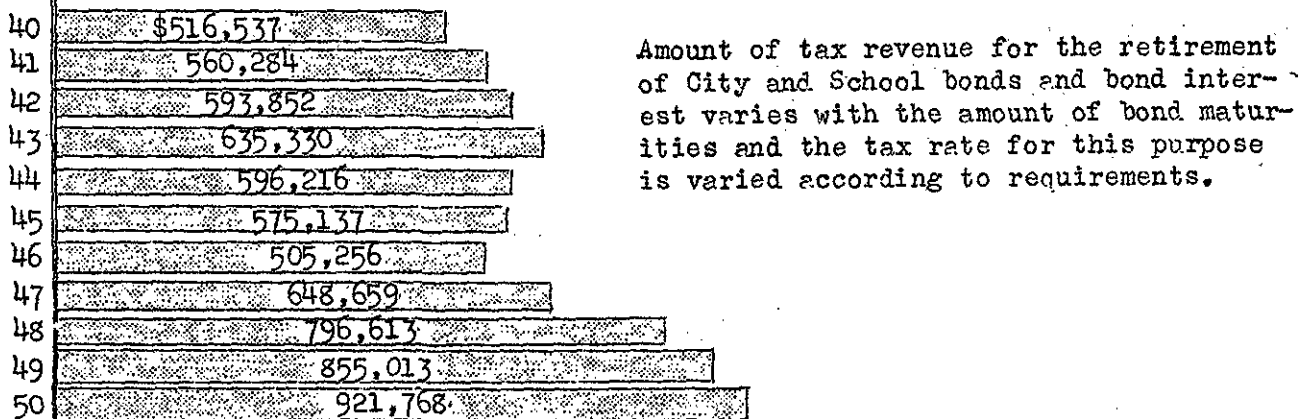 40 $516,537
41 560,284
42 593,852
43 635,330
44 596,216
45 575,137
46 505,256
47 648,659
48 796,613
49 855,013
50 921,768
Amount of tax revenue for the retirement
of City and School bonds and bond inter-
est varies with the amount of bond matur-
ities and the tax rate for this purpose
is varied according to requirements.